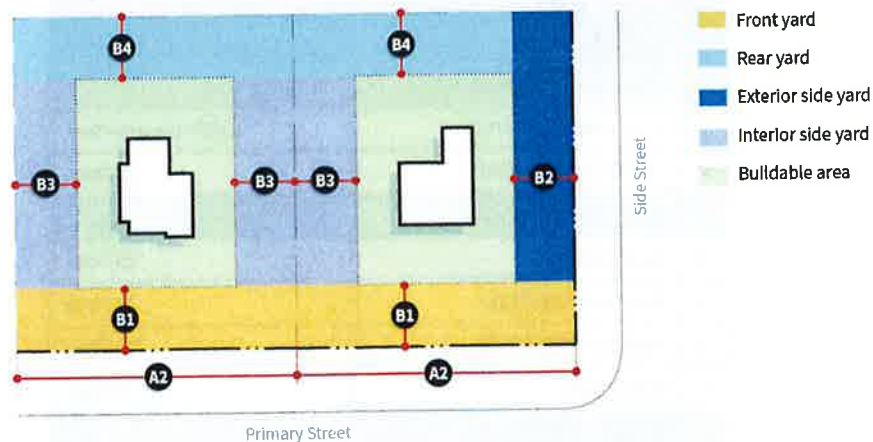 B4
B4
B3
B3
B3
B2
B1
B1
A2
A2
Primary Street
Side Street
Front yard
Rear yard
Exterior side yard
Interior side yard
Buildable area